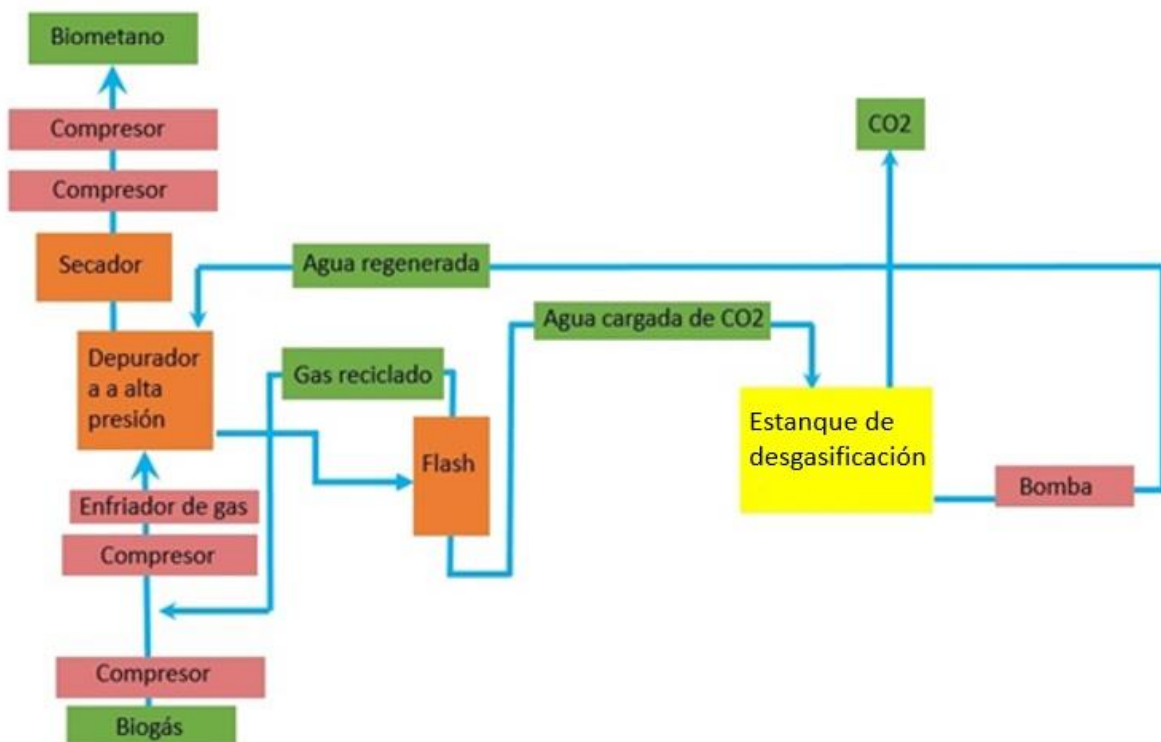 Biometano
Compresor
CO2
Compresor
Secador
Agua regenerada
Agua cargada de CO2
Depurador
a a alta
presión
Gas reciclado
Estanque de
desgasificación
Flash
Bomba
Enfriador de gas
Compresor
Compresor
Biogás